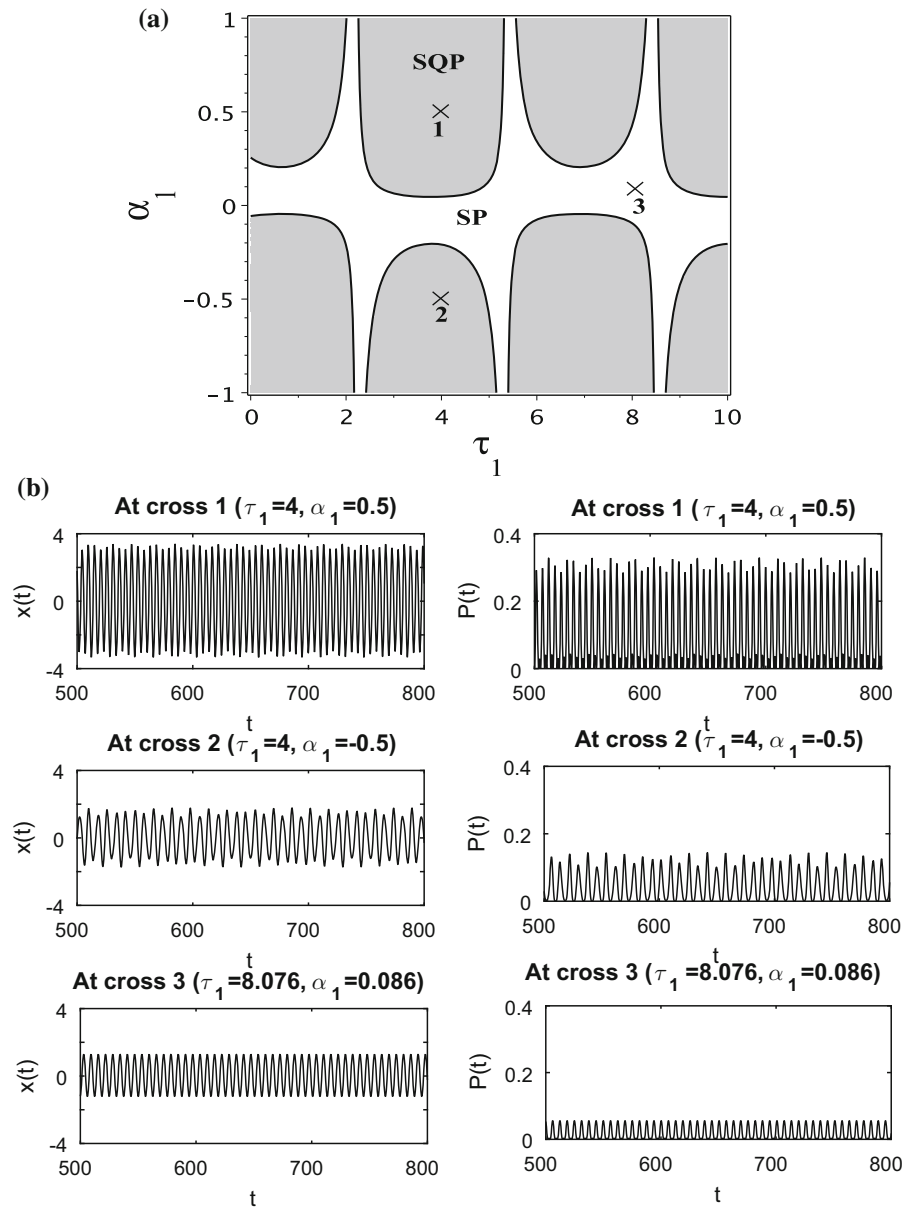 (a)
1
0.5
0
−0.5
−1
α₁
SQP
1
SP
3
2
0 2 4 6 8 10
τ₁
(b)
At cross 1 (τ₁=4, α₁=0.5)
4
0
-4
x(t)
500 600 700 800
t
At cross 1 (τ₁=4, α₁=0.5)
0.4
0.2
0
P(t)
500 600 700 800
t
At cross 2 (τ₁=4, α₁=-0.5)
4
0
-4
x(t)
500 600 700 800
t
At cross 2 (τ₁=4, α₁=-0.5)
0.4
0.2
0
P(t)
500 600 700 800
t
At cross 3 (τ₁=8.076, α₁=0.086)
4
0
-4
x(t)
500 600 700 800
t
At cross 3 (τ₁=8.076, α₁=0.086)
0.4
0.2
0
P(t)
500 600 700 800
t